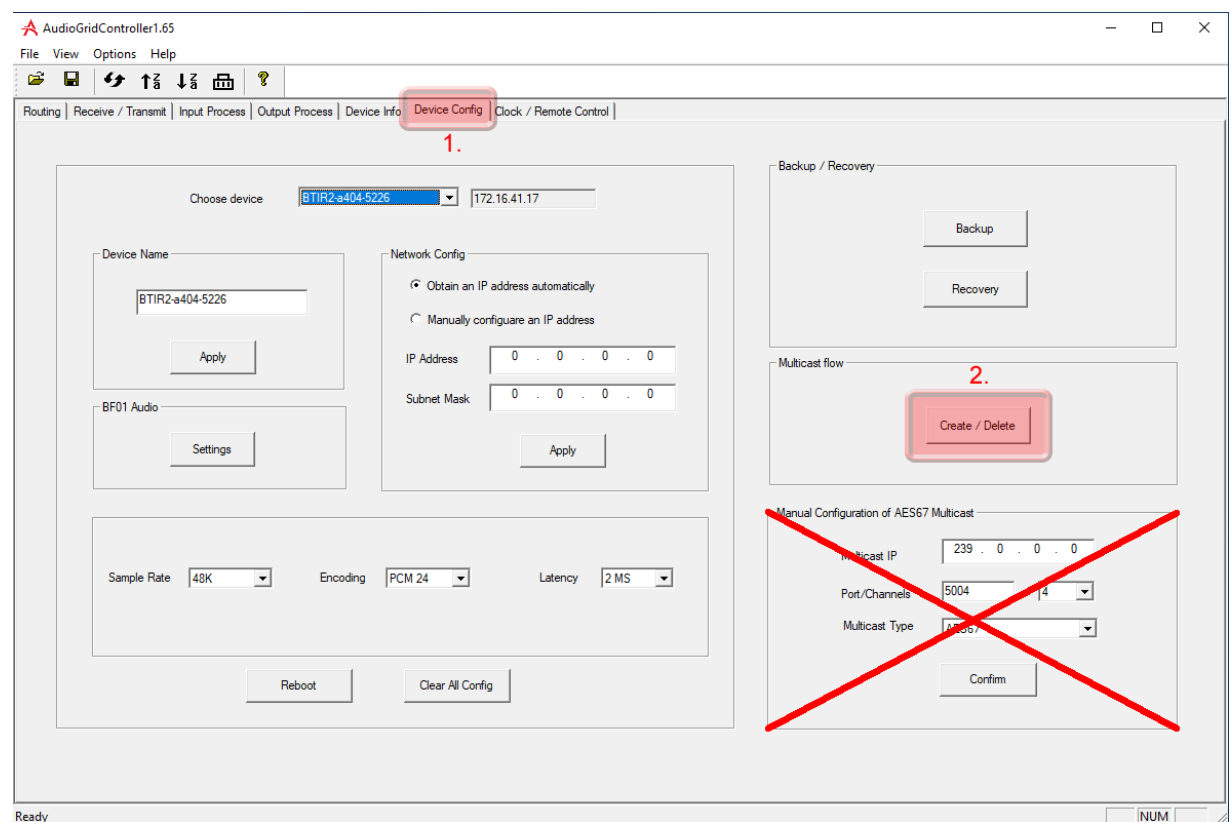 AudioGridController1.65
File View Options Help
Routing Receive / Transmit Input Process Output Process Device Info Device Config Clock / Remote Control
1.
Choose device BTIR2-a404-5226 172.16.41.17
Device Name
BTIR2-a404-5226
Apply
BF01 Audio
Settings
Network Config
Obtain an IP address automatically
Manually configuare an IP address
IP Address 0 . 0 . 0 . 0
Subnet Mask 0 . 0 . 0 . 0
Apply
Sample Rate 48K Encoding PCM 24 Latency 2 MS
Reboot Clear All Config
Backup / Recovery
Backup
Recovery
Multicast flow
2.
Create / Delete
Manual Configuration of AES67 Multicast
Multicast IP 239 . 0 . 0 . 0
Port/Channels 5004 4
Multicast Type AES67
Confirm
Ready NUM